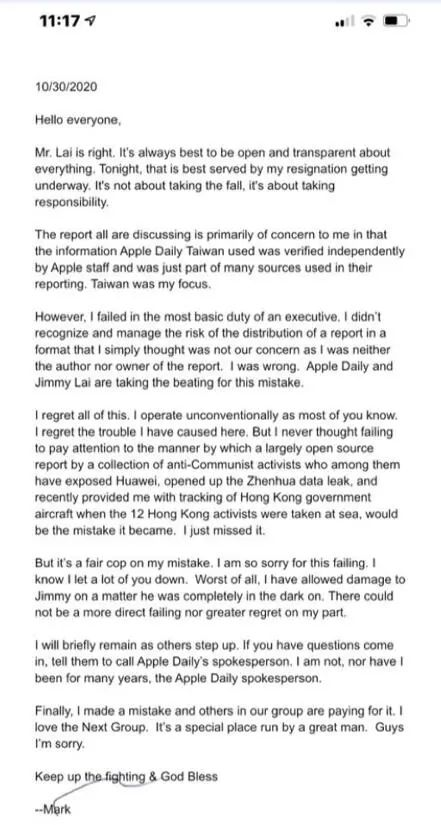 11:17
10/30/2020
Hello everyone,
Mr. Lai is right. It's always best to be open and transparent about
everything. Tonight, that is best served by my resignation getting
underway. It's not about taking the fall, it's about taking
responsibility.
The report all are discussing is primarily of concern to me in that
the information Apple Daily Taiwan used was verified independently
by Apple staff and was just part of many sources used in their
reporting. Taiwan was my focus.
However, I failed in the most basic duty of an executive. I didn't
recognize and manage the risk of the distribution of a report in a
format that I simply thought was not our concern as I was neither
the author nor owner of the report. I was wrong. Apple Daily and
Jimmy Lai are taking the beating for this mistake.
I regret all of this. I operate unconventionally as most of you know.
I regret the trouble I have caused here. But I never thought failing
to pay attention to the manner by which a largely open source
report by a collection of anti-Communist activists who among them
have exposed Huawei, opened up the Zhenhua data leak, and
recently provided me with tracking of Hong Kong government
aircraft when the 12 Hong Kong activists were taken at sea, would
be the mistake it became. I just missed it.
But it's a fair cop on my mistake. I am so sorry for this failing. I
know I let a lot of you down. Worst of all, I have allowed damage to
Jimmy on a matter he was completely in the dark on. There could
not be a more direct failing nor greater regret on my part.
I will briefly remain as others step up. If you have questions come
in, tell them to call Apple Daily's spokesperson. I am not, nor have I
been for many years, the Apple Daily spokesperson.
Finally, I made a mistake and others in our group are paying for it. I
love the Next Group. It's a special place run by a great man. Guys
I'm sorry.
Keep up the fighting & God Bless
--Mark